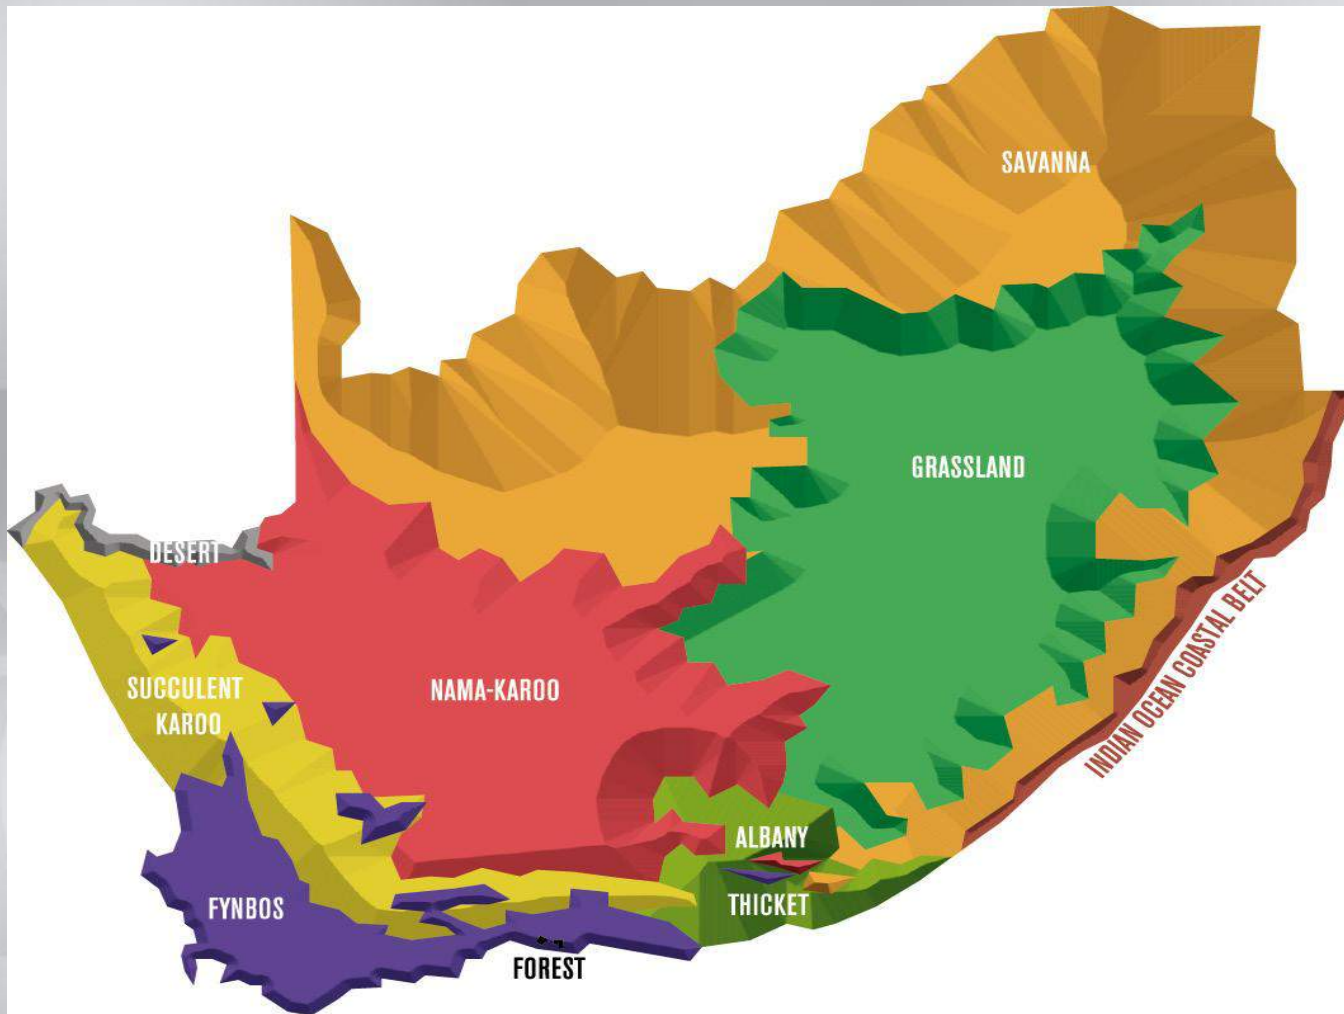 SAVANNA
GRASSLAND
DESERT
INDIAN OCEAN COASTAL BELT
SUCCULENT
KAROO
NAMA-KAROO
ALBANY
THICKET
FYNBOS
FOREST